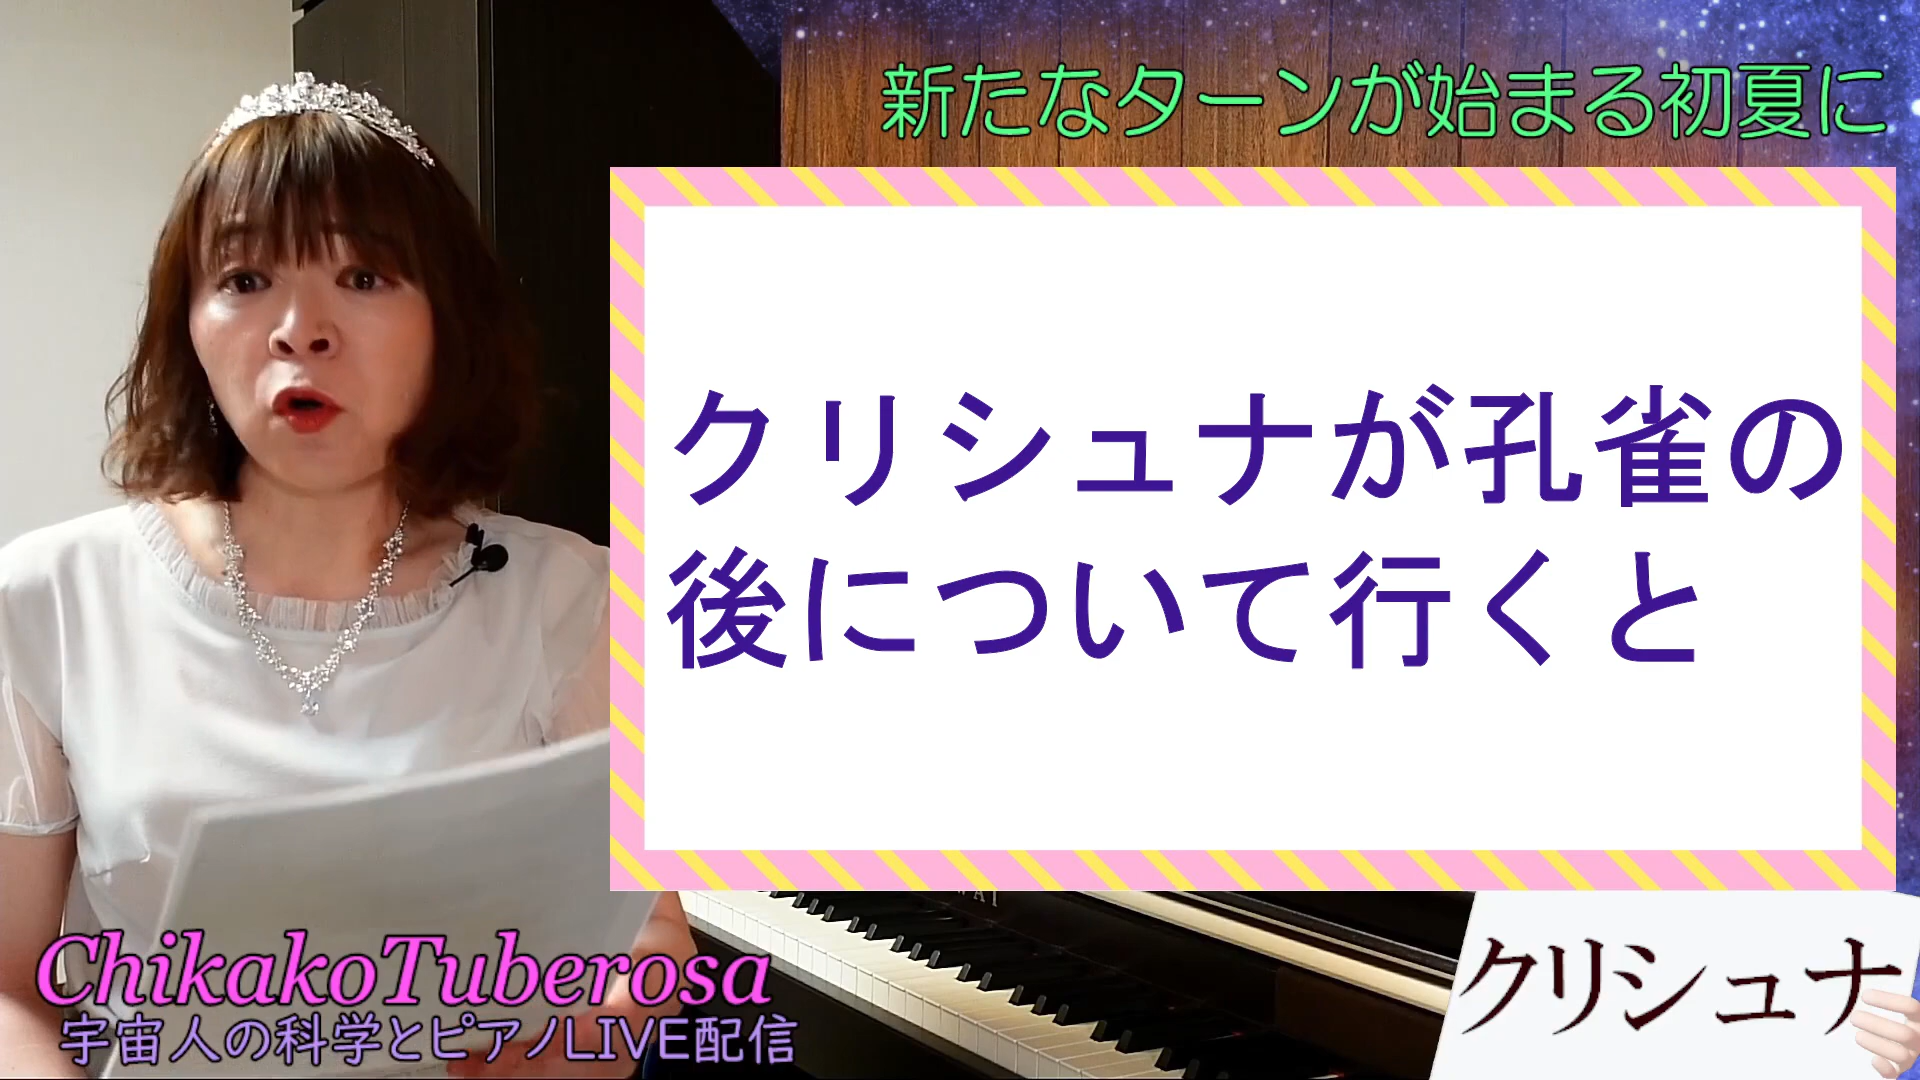 新たなターンが始まる初夏に
クリシュナが孔雀の
後について行くと
ChikakoTuberosa
宇宙人の科学とピアノLIVE配信
クリシュナ